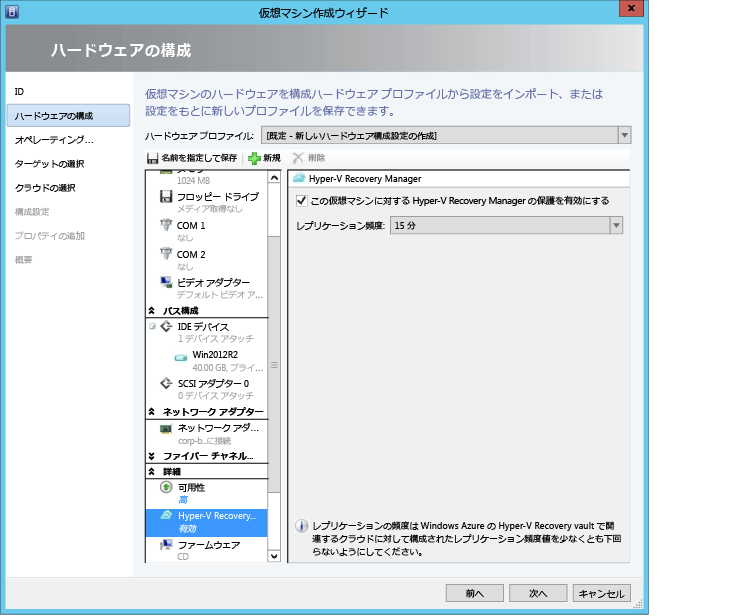 仮想マシン作成ウィザード
ハードウェアの構成
ID
ハードウェアの構成
オペレーティング...
ターゲットの選択
クラウドの選択
構成設定
プロパティの追加
概要
仮想マシンのハードウェアを構成ハードウェア プロファイルから設定をインポート、または
設定をもとに新しいプロファイルを保存できます。
ハードウェア プロファイル:
[既定 - 新しいハードウェア構成設定の作成]
名前を指定して保存
新規
削除
メモリ
1024 MB
フロッピー ドライブ
メディア取得なし
COM 1
なし
COM 2
なし
ビデオ アダプター
デフォルト ビデオ ア...
バス構成
IDE デバイス
1 デバイス アタッチ
Win2012R2
40.00 GB, プライ...
SCSI アダプター 0
0 デバイス アタッチ
ネットワーク アダプター
ネットワーク アダ...
corp-b...に接続
ファイバー チャネル...
詳細
可用性
高
Hyper-V Recovery...
有効
ファームウェア
CD
Hyper-V Recovery Manager
この仮想マシンに対する Hyper-V Recovery Manager の保護を有効にする
レプリケーション頻度:
15 分
レプリケーションの頻度は Windows Azure の Hyper-V Recovery vault で関
連するクラウドに対して構成されたレプリケーション頻度値を少なくとも下回
らないようにしてください。
前へ
次へ
キャンセル